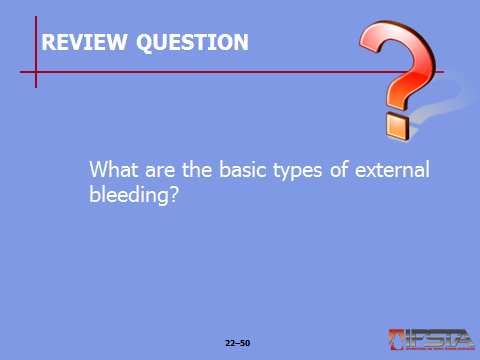 REVIEW QUESTION
What are the basic types of external
bleeding?
22–50
IFSTA